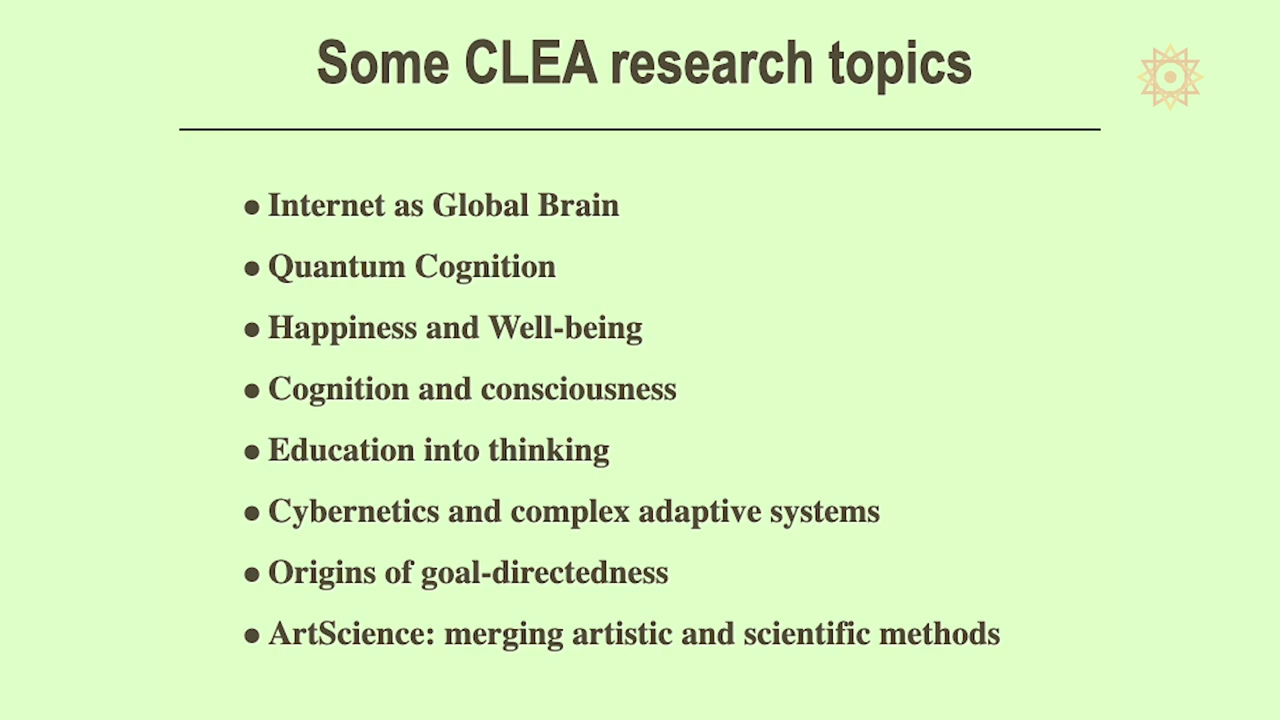 Some CLEA research topics
● Internet as Global Brain
● Quantum Cognition
● Happiness and Well-being
● Cognition and consciousness
● Education into thinking
● Cybernetics and complex adaptive systems
● Origins of goal-directedness
● ArtScience: merging artistic and scientific methods